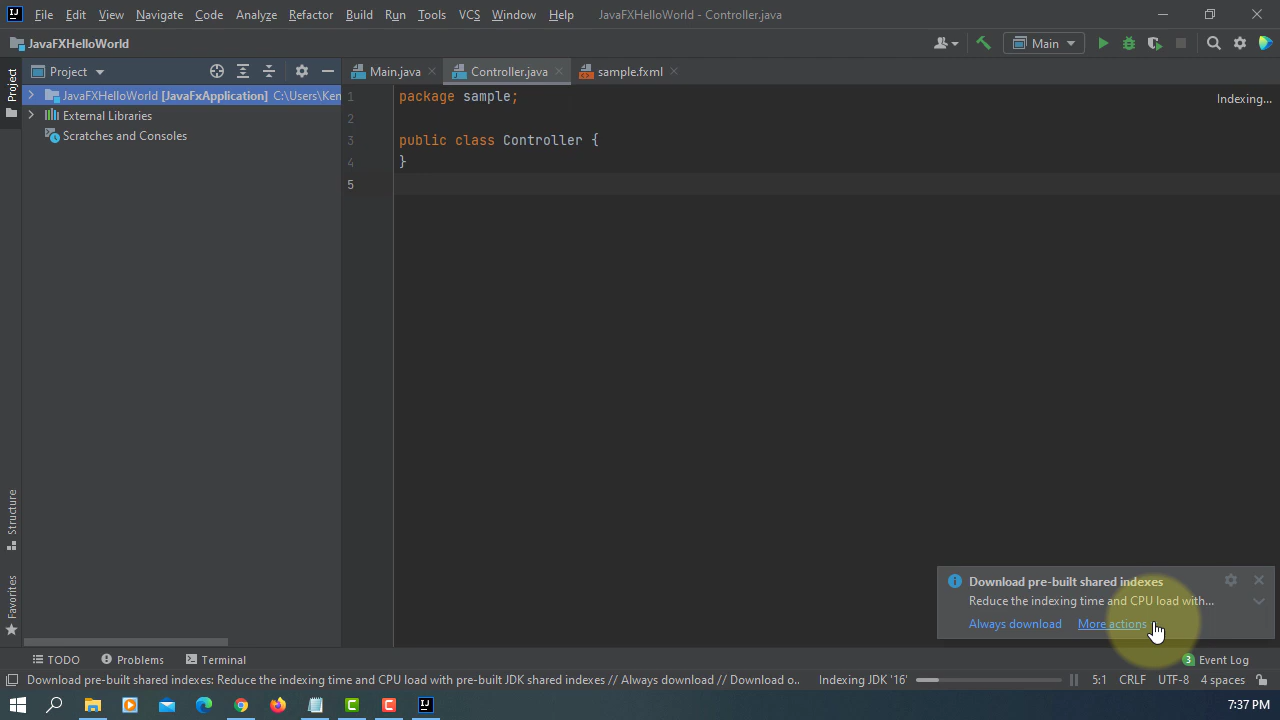 File Edit View Navigate Code Analyze Refactor Build Run Tools VCS Window Help JavaFXHelloWorld - Controller.java
JavaFXHelloWorld Main
Project
Project Main.java Controller.java sample.fxml
JavaFXHelloWorld [JavaFxApplication] C:\Users\Ken
External Libraries
Scratches and Consoles
1 package sample;
Indexing...
2
3 public class Controller {
4 }
5
Structure
Favorites
Download pre-built shared indexes
Reduce the indexing time and CPU load with...
Always download More actions
TODO Problems Terminal 3 Event Log
Download pre-built shared indexes: Reduce the indexing time and CPU load with pre-built JDK shared indexes // Always download // Download o... Indexing JDK '16' 5:1 CRLF UTF-8 4 spaces
7:37 PM